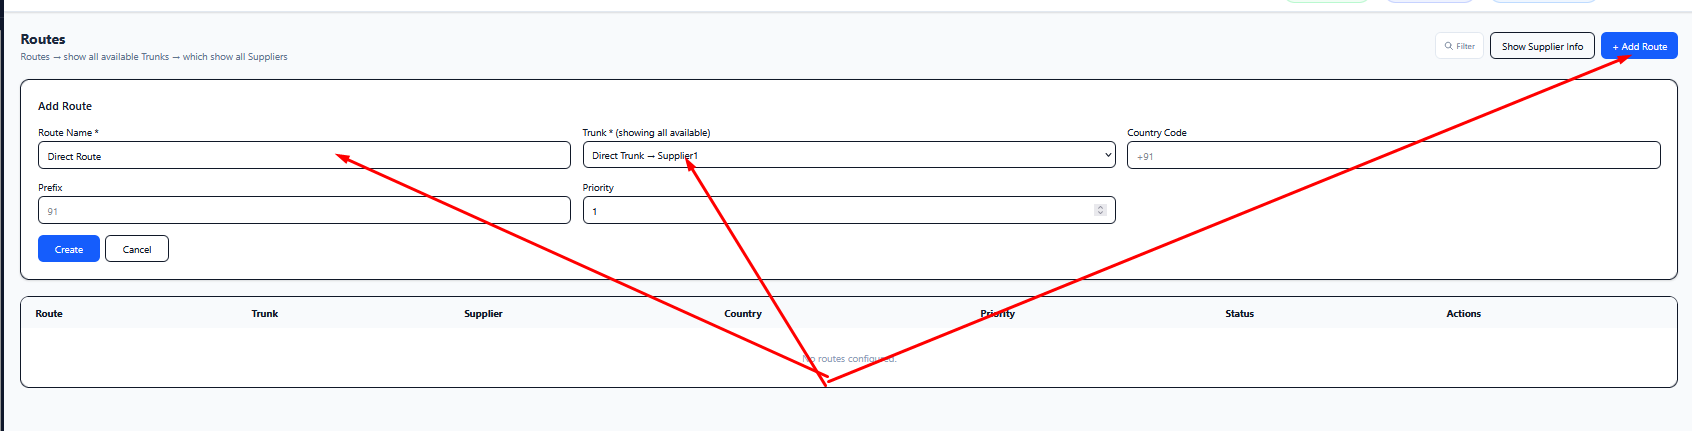 Routes
Routes → show all available Trunks → which show all Suppliers
Filter
Show Supplier Info
+ Add Route
Add Route
Route Name *
Trunk * (showing all available)
Country Code
Direct Route
Direct Trunk → Supplier1
+91
Prefix
Priority
91
1
Create
Cancel
Route Trunk Supplier Country Priority Status Actions
No routes configured.